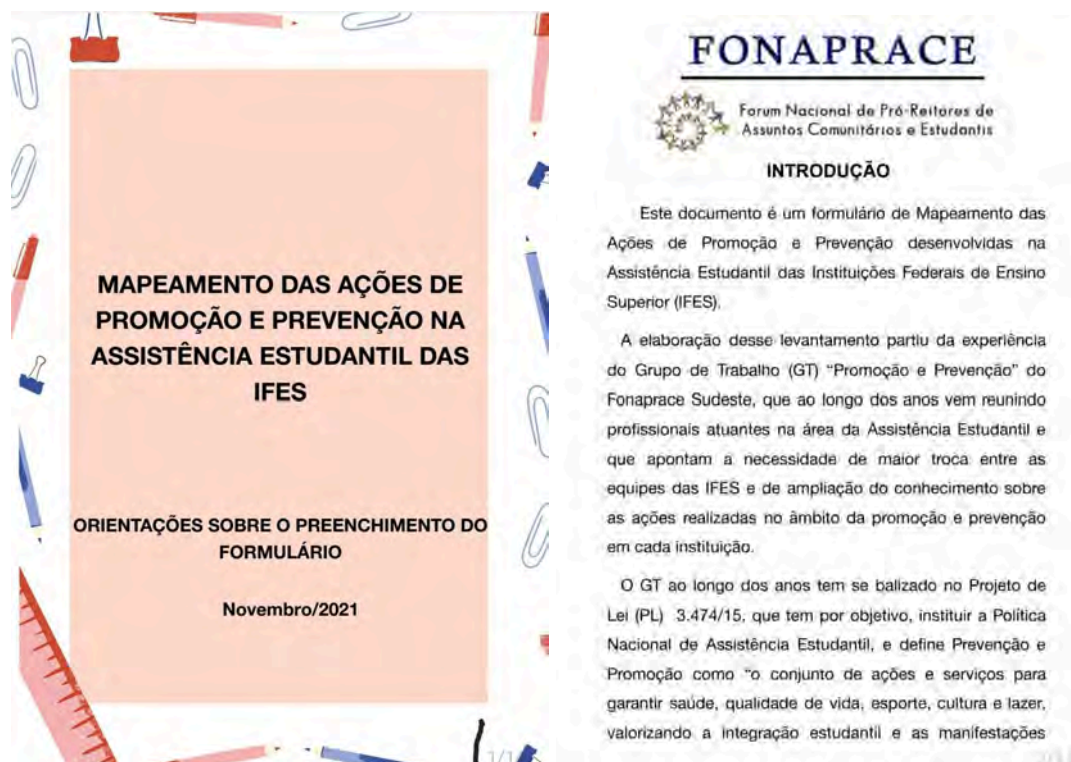 MAPEAMENTO DAS AÇÕES DE
PROMOÇÃO E PREVENÇÃO NA
ASSISTÊNCIA ESTUDANTIL DAS
IFES
ORIENTAÇÕES SOBRE O PREENCHIMENTO DO
FORMULÁRIO
Novembro/2021
FONAPRACE
Forum Nacional de Pró-Reitores de
Assuntos Comunitários e Estudantis
INTRODUÇÃO
Este documento é um formulário de Mapeamento das
Ações de Promoção e Prevenção desenvolvidas na
Assistência Estudantil das Instituições Federais de Ensino
Superior (IFES).
A elaboração desse levantamento partiu da experiência
do Grupo de Trabalho (GT) “Promoção e Prevenção” do
Fonaprace Sudeste, que ao longo dos anos vem reunindo
profissionais atuantes na área da Assistência Estudantil e
que apontam a necessidade de maior troca entre as
equipes das IFES e de ampliação do conhecimento sobre
as ações realizadas no âmbito da promoção e prevenção
em cada instituição.
O GT ao longo dos anos tem se balizado no Projeto de
Lei (PL) 3.474/15, que tem por objetivo, instituir a Política
Nacional de Assistência Estudantil, e define Prevenção e
Promoção como “o conjunto de ações e serviços para
garantir saúde, qualidade de vida, esporte, cultura e lazer,
valorizando a integração estudantil e as manifestações